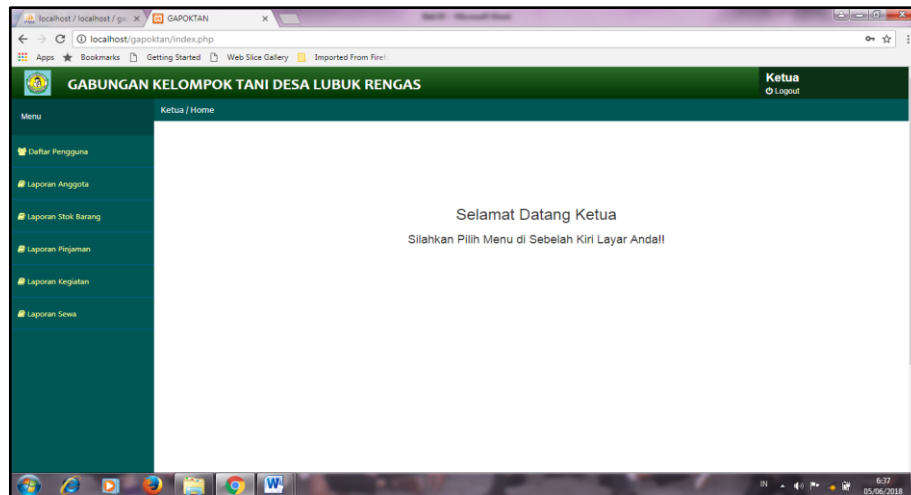 localhost / localhost / ga
GAPOKTAN
localhost/gapoktan/index.php
Apps
Bookmarks
Getting Started
Web Slice Gallery
Imported From Firef
GABUNGAN KELOMPOK TANI DESA LUBUK RENGAS
Ketua
Logout
Menu
Ketua / Home
Daftar Pengguna
Laporan Anggota
Laporan Stok Barang
Laporan Pinjaman
Laporan Kegiatan
Laporan Sewa
Selamat Datang Ketua
Silahkan Pilih Menu di Sebelah Kiri Layar Anda!!
IN
6:37
05/06/2018